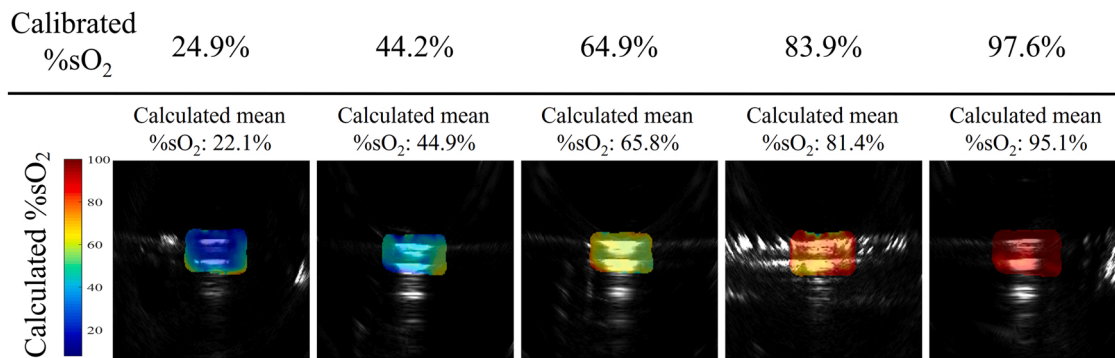 Calibrated
%sO₂
24.9%
44.2%
64.9%
83.9%
97.6%
Calculated %sO₂
100
80
60
40
20
Calculated mean
%sO₂: 22.1%
Calculated mean
%sO₂: 44.9%
Calculated mean
%sO₂: 65.8%
Calculated mean
%sO₂: 81.4%
Calculated mean
%sO₂: 95.1%